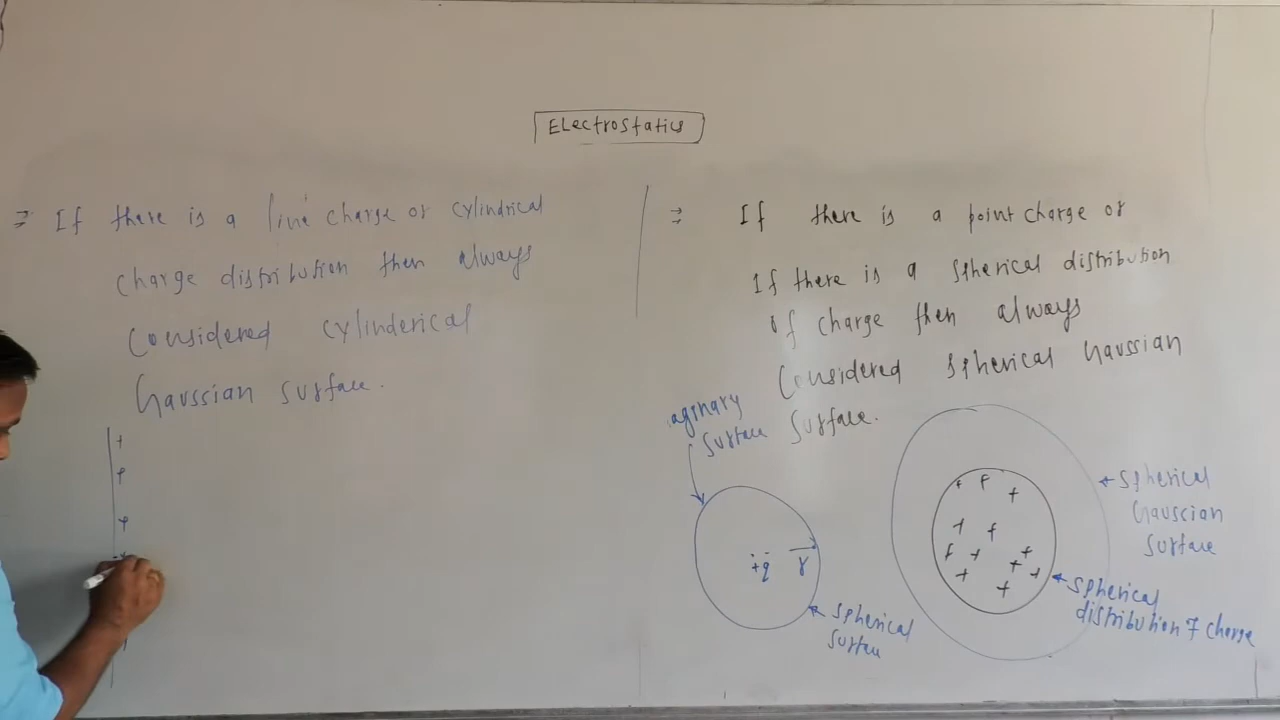 Electrostatics
⇒ If there is a line charge or cylindrical
charge distribution then always
Considered cylinderical
Gaussian surface.
+
+
+
+
⇒ If there is a point charge or
If there is a spherical distribution
of charge then always
Considered spherical Gaussian
surface.
aginary
surface
+q
r
spherical
surface
+ + +
+ +
+ + + +
+ + +
spherical
Gaussian
surface
spherical
distribution of charge